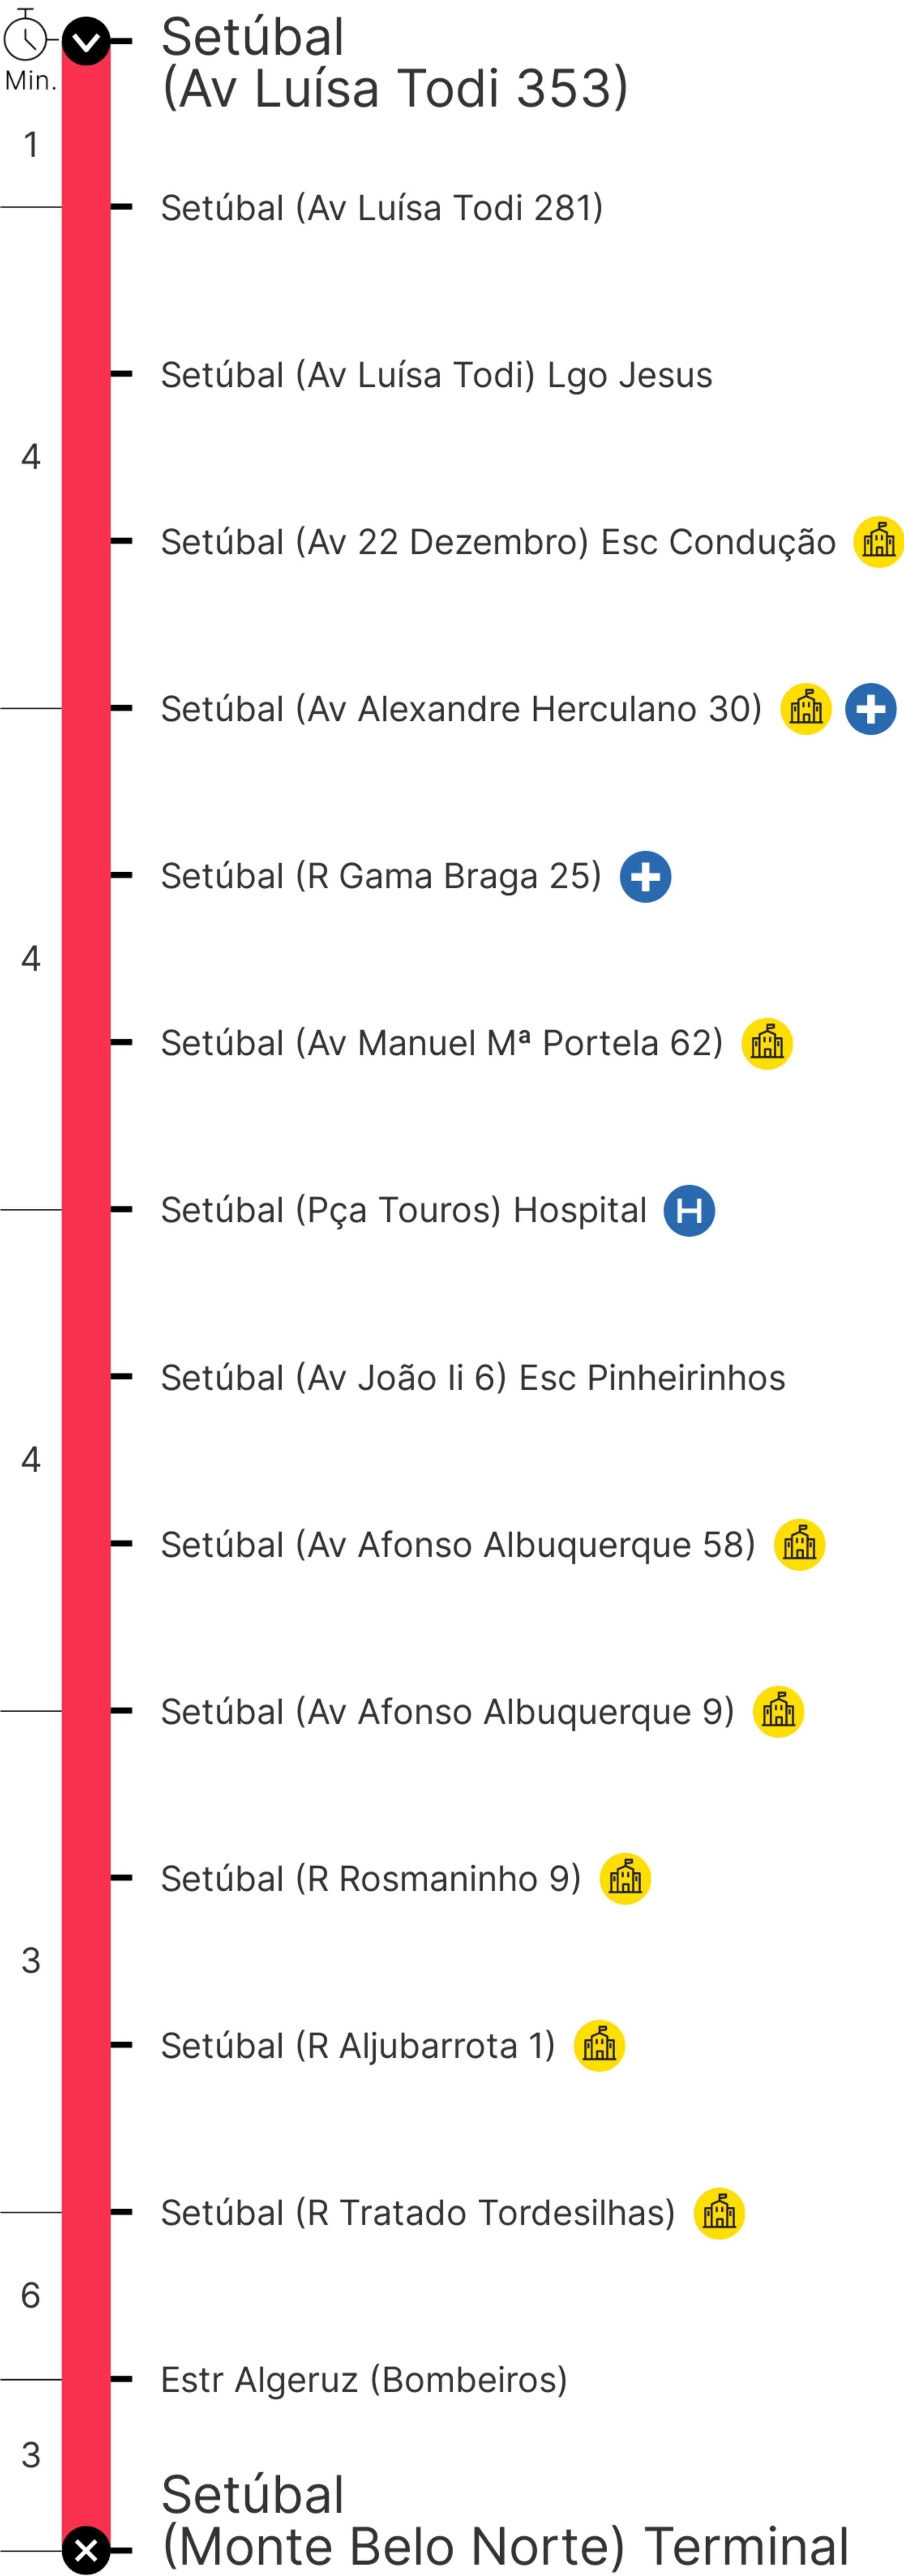 Setúbal
(Av Luísa Todi 353)
Min.
1
Setúbal (Av Luísa Todi 281)
Setúbal (Av Luísa Todi) Lgo Jesus
4
Setúbal (Av 22 Dezembro) Esc Condução
Setúbal (Av Alexandre Herculano 30)
Setúbal (R Gama Braga 25)
4
Setúbal (Av Manuel Mª Portela 62)
Setúbal (Pça Touros) Hospital H
Setúbal (Av João Ii 6) Esc Pinheirinhos
4
Setúbal (Av Afonso Albuquerque 58)
Setúbal (Av Afonso Albuquerque 9)
Setúbal (R Rosmaninho 9)
3
Setúbal (R Aljubarrota 1)
Setúbal (R Tratado Tordesilhas)
6
Estr Algeruz (Bombeiros)
3
Setúbal
(Monte Belo Norte) Terminal